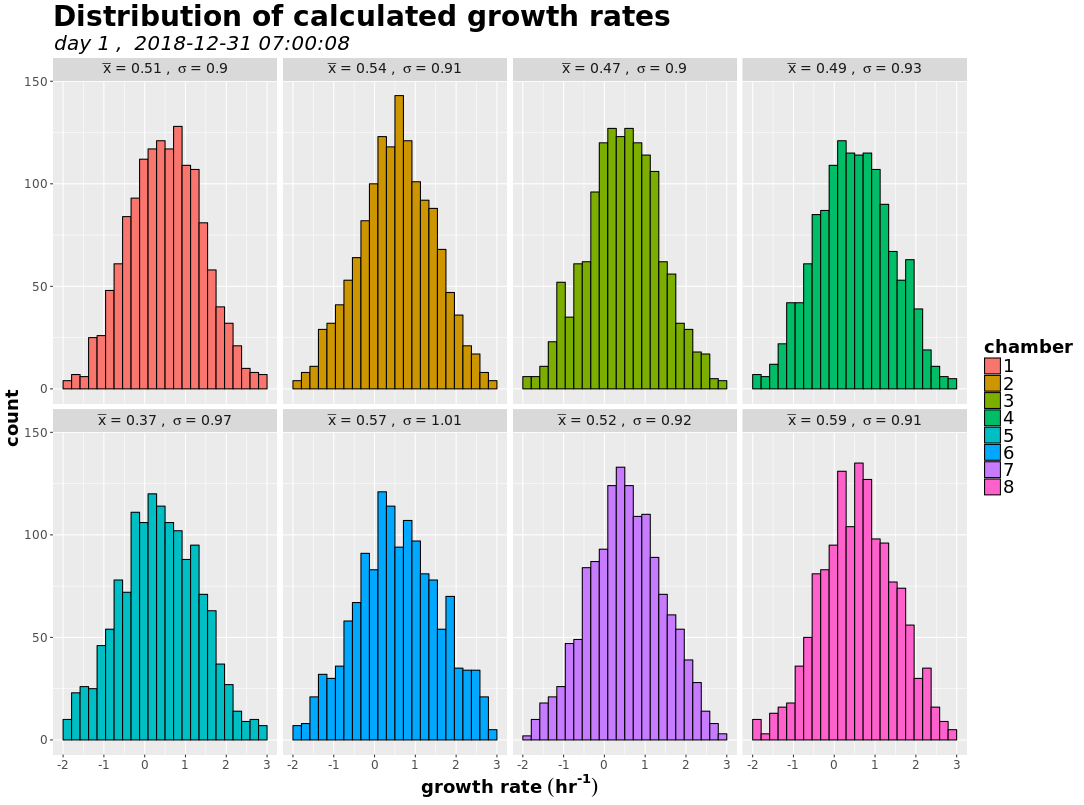 Distribution of calculated growth rates
day 1 ,  2018-12-31 07:00:08
x̅ = 0.51 ,  σ = 0.9
x̅ = 0.54 ,  σ = 0.91
x̅ = 0.47 ,  σ = 0.9
x̅ = 0.49 ,  σ = 0.93
150
100
50
0
x̅ = 0.37 ,  σ = 0.97
x̅ = 0.57 ,  σ = 1.01
x̅ = 0.52 ,  σ = 0.92
x̅ = 0.59 ,  σ = 0.91
150
100
50
0
-2 -1 0 1 2 3
-2 -1 0 1 2 3
-2 -1 0 1 2 3
-2 -1 0 1 2 3
count
growth rate (hr⁻¹)
chamber
1
2
3
4
5
6
7
8